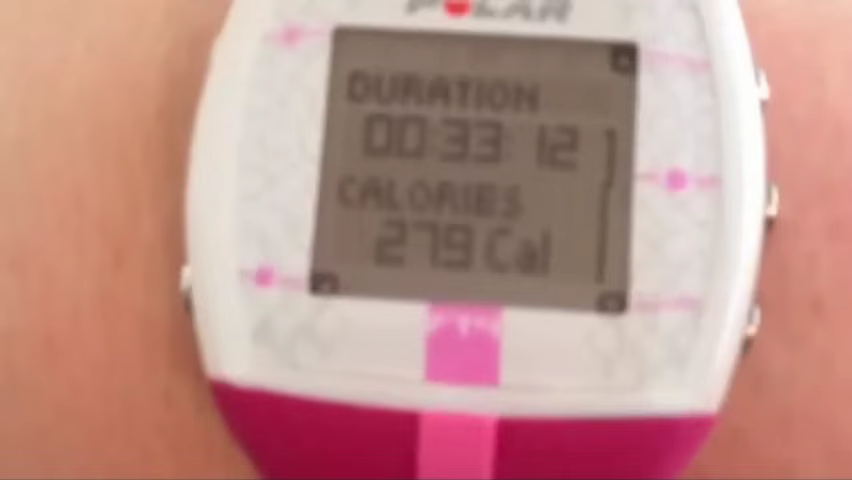 POLAR
DURATION
00:33:12
CALORIES
279 Cal